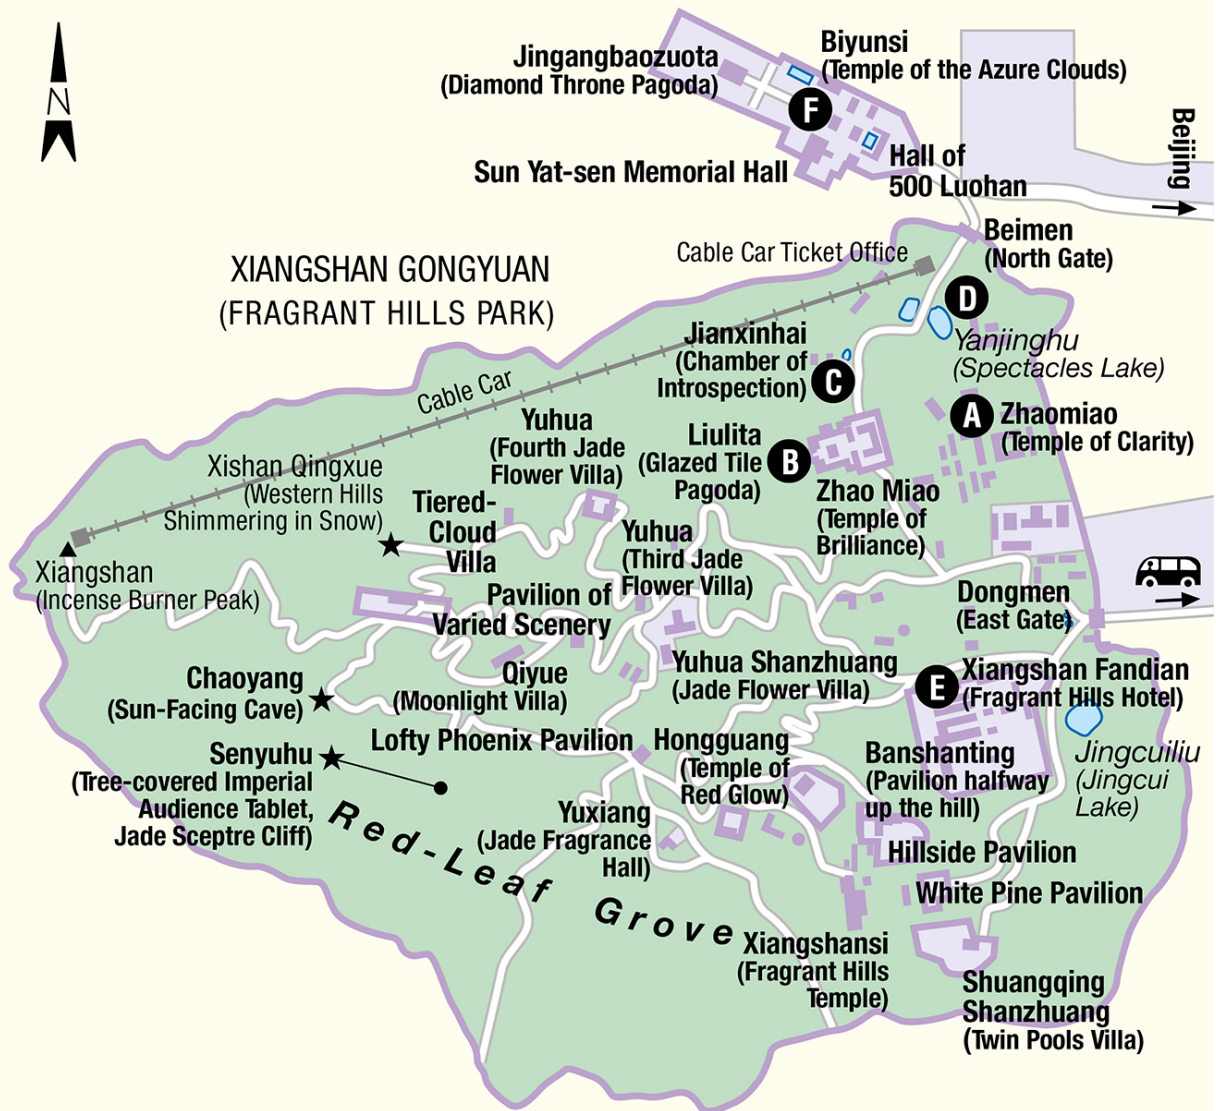 N
Jingangbaozuota
(Diamond Throne Pagoda)
Biyunsi
(Temple of the Azure Clouds)
F
Sun Yat-sen Memorial Hall
Hall of
500 Luohan
Beijing
Beimen
(North Gate)
Cable Car Ticket Office
XIANGSHAN GONGYUAN
(FRAGRANT HILLS PARK)
D
Yanjinghu
(Spectacles Lake)
Jianxinhai
(Chamber of
Introspection)
C
Cable Car
A
Zhaomiao
(Temple of Clarity)
Yuhua
(Fourth Jade
Flower Villa)
Liulita
(Glazed Tile
Pagoda)
B
Xishan Qingxue
(Western Hills
Shimmering in Snow)
Tiered-
Cloud
Villa
Zhao Miao
(Temple of
Brilliance)
Yuhua
(Third Jade
Flower Villa)
Xiangshan
(Incense Burner Peak)
Pavilion of
Varied Scenery
Dongmen
(East Gate)
Chaoyang
(Sun-Facing Cave)
Qiyue
(Moonlight Villa)
Yuhua Shanzhuang
(Jade Flower Villa)
E
Xiangshan Fandian
(Fragrant Hills Hotel)
Senyuhu
(Tree-covered Imperial
Audience Tablet,
Jade Sceptre Cliff)
Lofty Phoenix Pavilion
Hongguang
(Temple of
Red Glow)
Banshanting
(Pavilion halfway
up the hill)
Jingcuiliu
(Jingcui
Lake)
Yuxiang
(Jade Fragrance
Hall)
Red-Leaf Grove
Hillside Pavilion
White Pine Pavilion
Xiangshansi
(Fragrant Hills
Temple)
Shuangqing
Shanzhuang
(Twin Pools Villa)